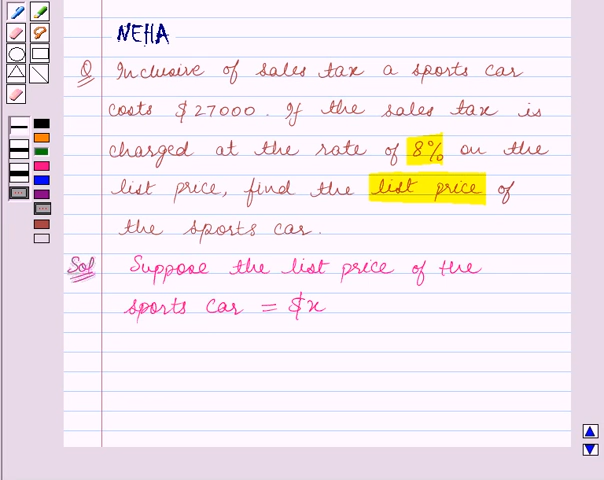 NEHA
Q Inclusive of sales tax a sports car
costs $27000. If the sales tax is
charged at the rate of 8% on the
list price, find the list price of
the sports car.
Sol Suppose the list price of the
sports car = $x